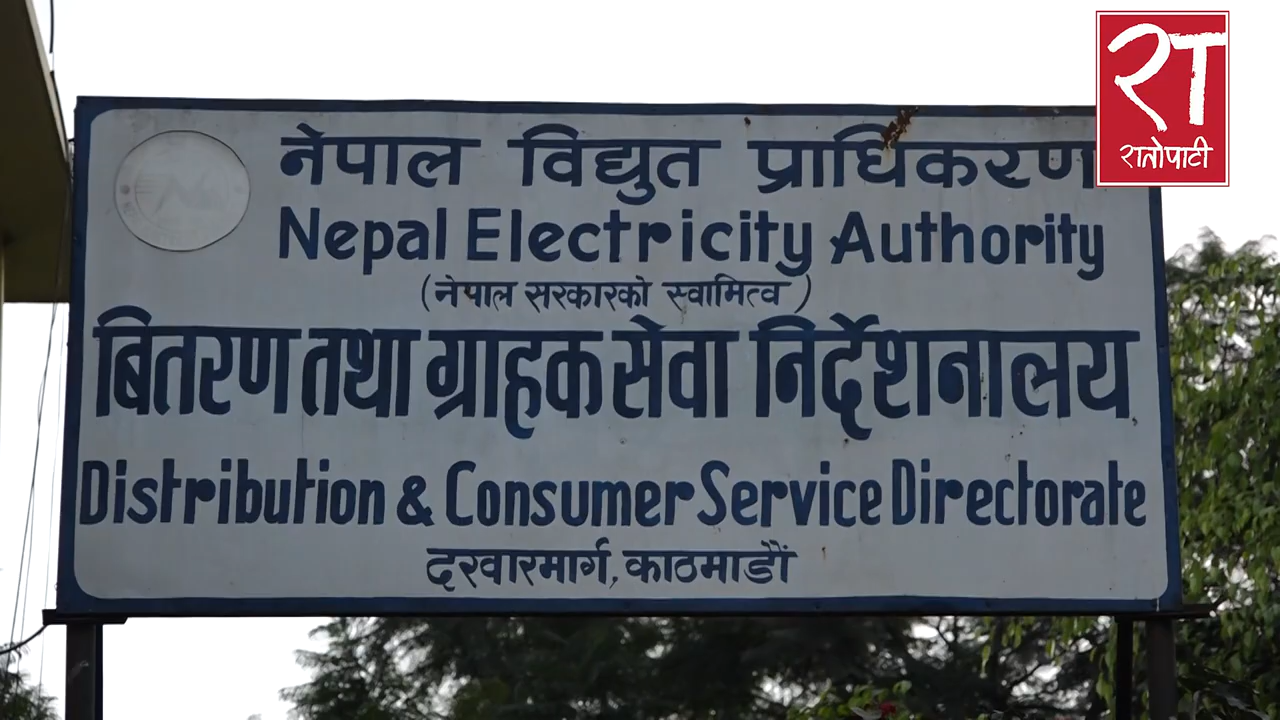 नेपाल विद्युत प्राधिकरण
Nepal Electricity Authority
(नेपाल सरकारको स्वामित्व)
बितरण तथा ग्राहक सेवा निर्देशनालय
Distribution & Consumer Service Directorate
दरवारमार्ग, काठमाडौं
रा
रातोपाटी